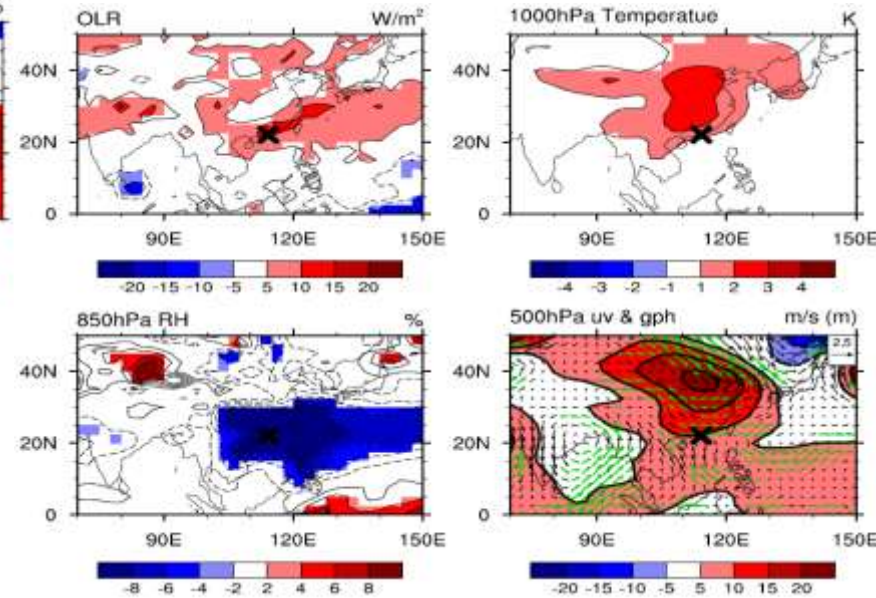 OLR W/m²
40N
20N
0
90E 120E 150E
-20 -15 -10 -5 5 10 15 20
1000hPa Temperatue K
40N
20N
0
90E 120E 150E
-4 -3 -2 -1 1 2 3 4
850hPa RH %
40N
20N
0
90E 120E 150E
-8 -6 -4 -2 2 4 6 8
500hPa uv & gph m/s (m)
2.5
40N
20N
0
90E 120E 150E
-20 -15 -10 -5 5 10 15 20